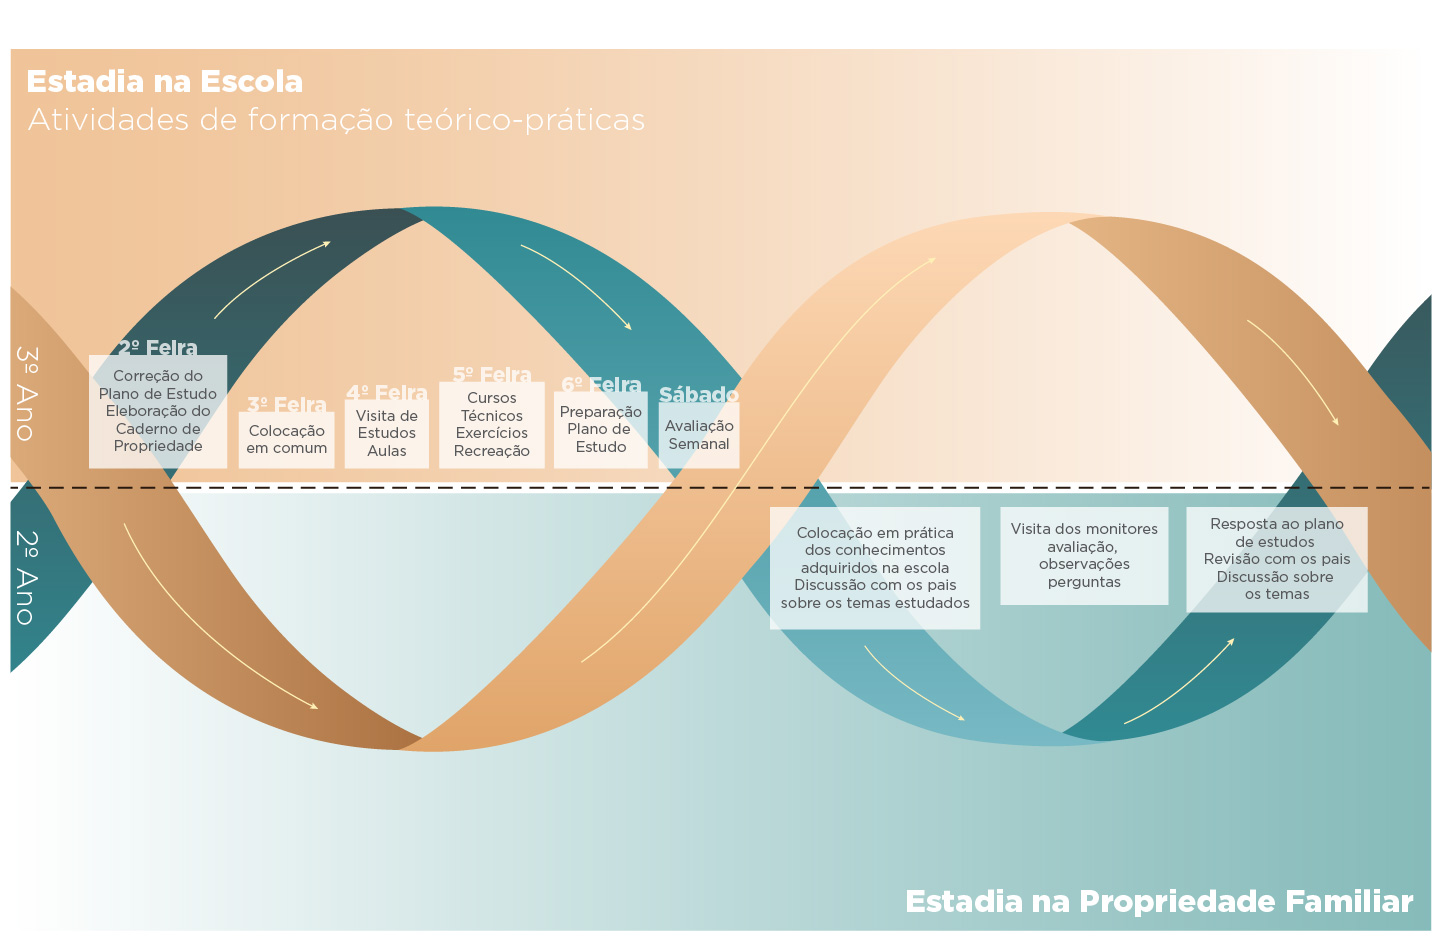 Estadia na Escola
Atividades de formação teórico-práticas
3º Ano
2º Ano
2º Feira
Correção do
Plano de Estudo
Eleboração do
Caderno de
Propriedade
3º Feira
Colocação
em comum
4º Feira
Visita de
Estudos
Aulas
5º Feira
Cursos
Técnicos
Exercícios
Recreação
6º Feira
Preparação
Plano de
Estudo
Sábado
Avaliação
Semanal
Colocação em prática
dos conhecimentos
adquiridos na escola
Discussão com os pais
sobre os temas estudados
Visita dos monitores
avaliação,
observações
perguntas
Resposta ao plano
de estudos
Revisão com os pais
Discussão sobre
os temas
Estadia na Propriedade Familiar